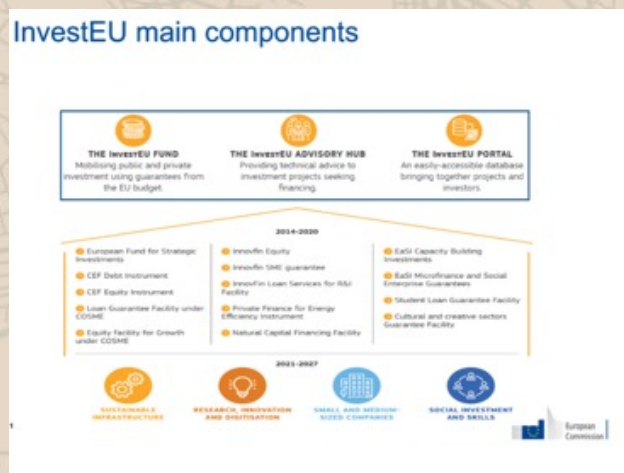 InvestEU main components
THE InvestEU FUND
Mobilising public and private
investment using guarantees from
the EU budget.
THE InvestEU ADVISORY HUB
Providing technical advice to
investment projects seeking
financing.
THE InvestEU PORTAL
An easily-accessible database
bringing together projects and
investors.
2014-2020
European Fund for Strategic
Investments
CEF Debt Instrument
CEF Equity Instrument
Loan Guarantee Facility under
COSME
Equity Facility for Growth
under COSME
Innovfin Equity
Innovfin SME guarantee
InnovFin Loan Services for R&I
Facility
Private Finance for Energy
Efficiency Instrument
Natural Capital Financing Facility
EaSI Capacity Building
Investments
EaSI Microfinance and Social
Enterprise Guarantees
Student Loan Guarantee Facility
Cultural and creative sectors
Guarantee Facility
2021-2027
SUSTAINABLE
INFRASTRUCTURE
RESEARCH, INNOVATION
AND DIGITISATION
SMALL AND MEDIUM-
SIZED COMPANIES
SOCIAL INVESTMENT
AND SKILLS
European
Commission